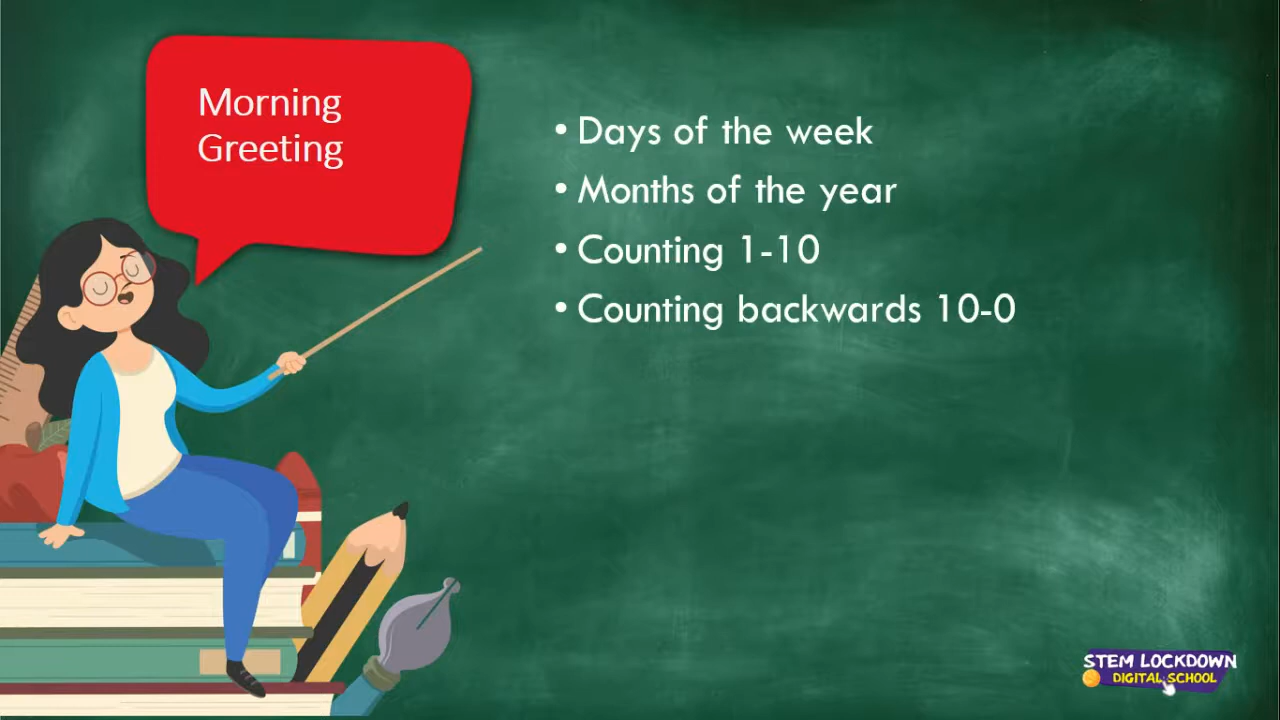 Morning
Greeting
• Days of the week
• Months of the year
• Counting 1-10
• Counting backwards 10-0
STEM LOCKDOWN
DIGITAL SCHOOL